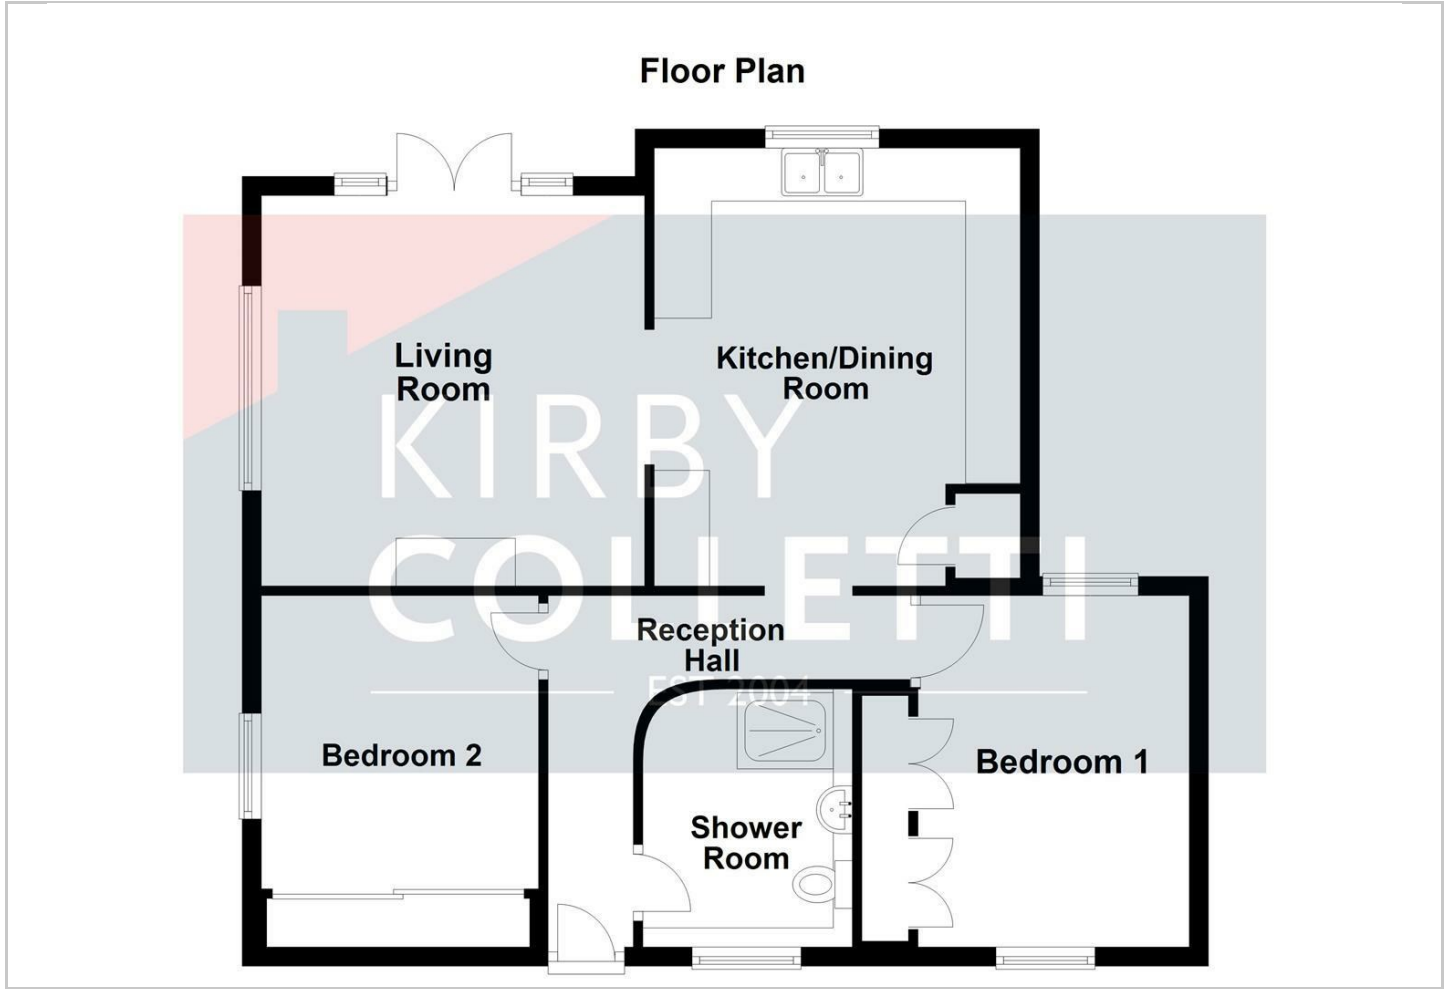 Floor Plan
Living
Room
Kitchen/Dining
Room
KIRBY
COLLETTI
Reception
Hall
EST 2004
Bedroom 2
Bedroom 1
Shower
Room